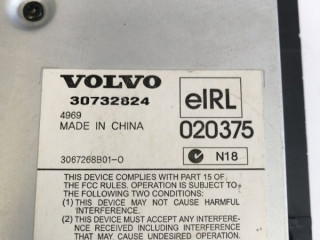 VOLVO
30732824
4969
MADE IN CHINA
3067268B01-O
eIRL
020375
N18
THIS DEVICE COMPLIES WITH PART 15 OF
THE FCC RULES. OPERATION IS SUBJECT TO
THE FOLLOWING TWO CONDITIONS:
(1) THIS DEVICE MAY NOT CAUSE HARMFUL
INTERFERENCE.
(2) THIS DEVICE MUST ACCEPT ANY INTERFERE-
NCE RECEIVED INCLUDING INTERFERENCE
THAT MAY CAUSE UNDESIRED OPERATION.